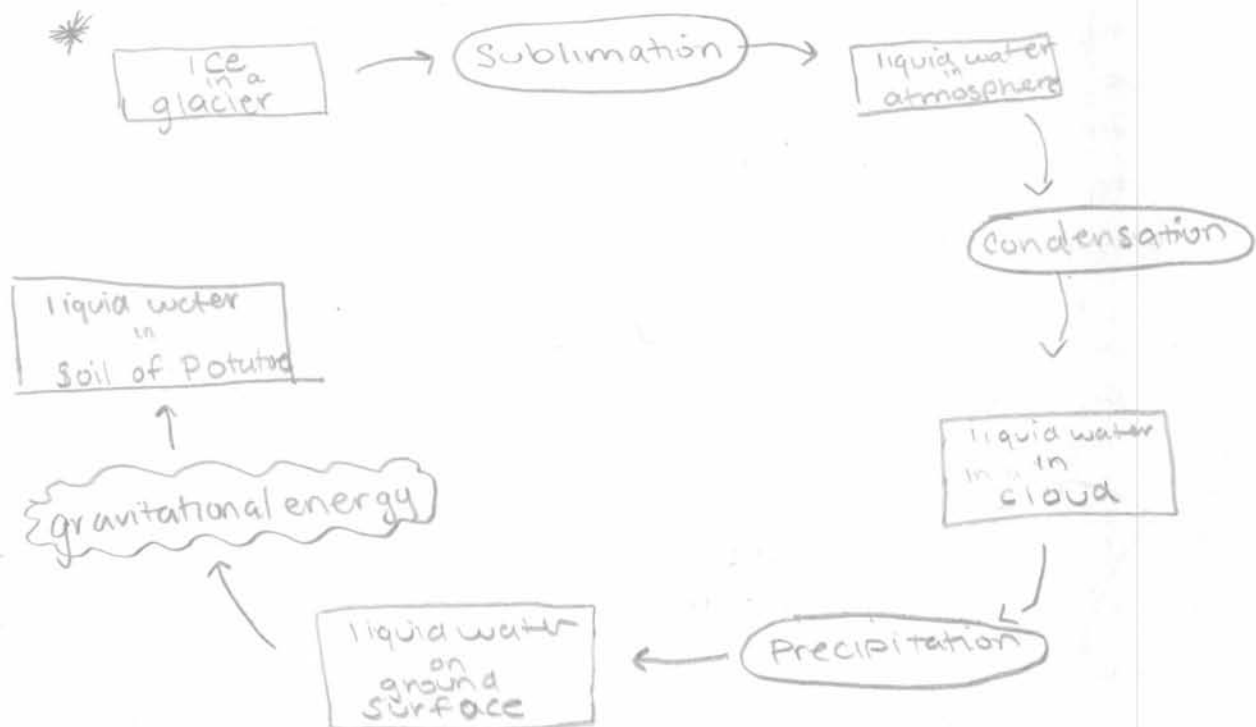 ice
in a
glacier
Sublimation
liquid water
in
atmosphere
Condensation
liquid water
in
cloud
Precipitation
liquid water
on
ground
surface
gravitational energy
liquid water
in
Soil of